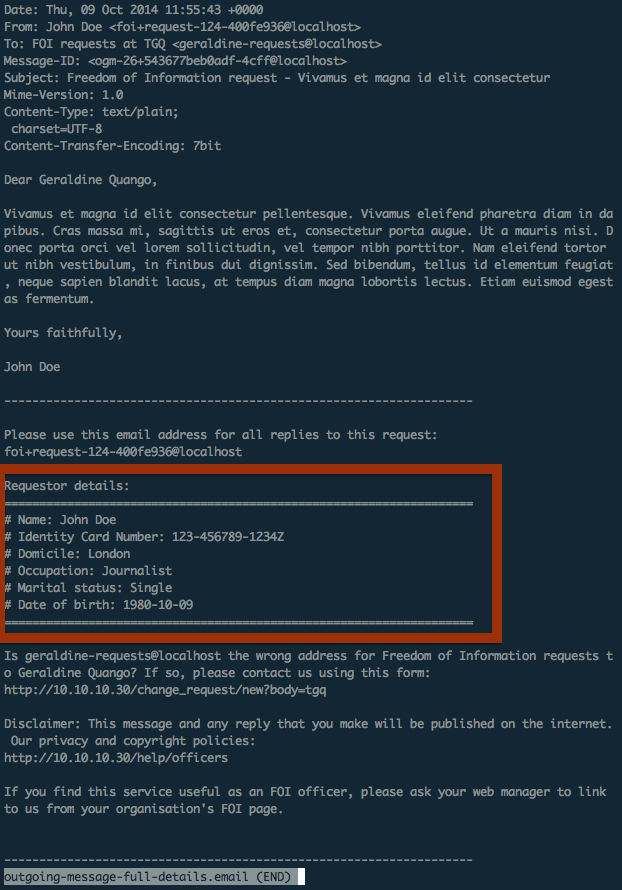 Date: Thu, 09 Oct 2014 11:55:43 +0000
From: John Doe <foi+request-124-400fe936@localhost>
To: FOI requests at TGQ <geraldine-requests@localhost>
Message-ID: <ogm-26+543677beb0adf-4cff@localhost>
Subject: Freedom of Information request - Vivamus et magna id elit consectetur
Mime-Version: 1.0
Content-Type: text/plain;
 charset=UTF-8
Content-Transfer-Encoding: 7bit

Dear Geraldine Quango,

Vivamus et magna id elit consectetur pellentesque. Vivamus eleifend pharetra diam in da
pibus. Cras massa mi, sagittis ut eros et, consectetur porta augue. Ut a mauris nisi. D
onec porta orci vel lorem sollicitudin, vel tempor nibh porttitor. Nam eleifend tortor
ut nibh vestibulum, in finibus dui dignissim. Sed bibendum, tellus id elementum feugiat
, neque sapien blandit lacus, at tempus diam magna lobortis lectus. Etiam euismod egest
as fermentum.

Yours faithfully,

John Doe

-------------------------------------------------------------------

Please use this email address for all replies to this request:
foi+request-124-400fe936@localhost

Requestor details:
===================================================================
# Name: John Doe
# Identity Card Number: 123-456789-1234Z
# Domicile: London
# Occupation: Journalist
# Marital status: Single
# Date of birth: 1980-10-09
===================================================================

Is geraldine-requests@localhost the wrong address for Freedom of Information requests t
o Geraldine Quango? If so, please contact us using this form:
http://10.10.10.30/change_request/new?body=tgq

Disclaimer: This message and any reply that you make will be published on the internet.
 Our privacy and copyright policies:
http://10.10.10.30/help/officers

If you find this service useful as an FOI officer, please ask your web manager to link
to us from your organisation's FOI page.

-------------------------------------------------------------------
outgoing-message-full-details.email (END)